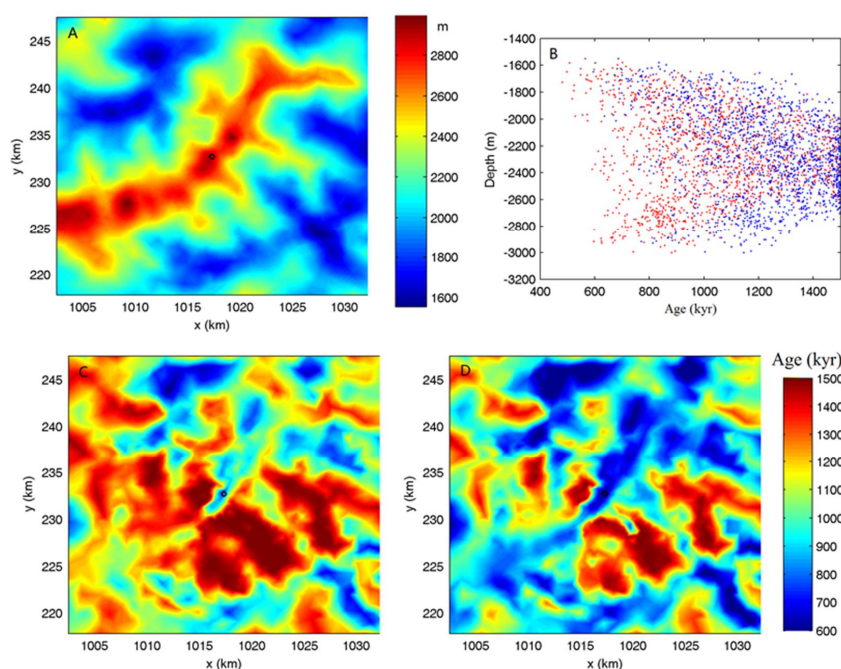 A
m
245
240
235
230
225
220
y (km)
1005 1010 1015 1020 1025 1030
x (km)
2800
2600
2400
2200
2000
1800
1600
B
-1400
-1600
-1800
-2000
-2200
-2400
-2600
-2800
-3000
-3200
Depth (m)
400 600 800 1000 1200 1400
Age (kyr)
C
245
240
235
230
225
220
y (km)
1005 1010 1015 1020 1025 1030
x (km)
D
245
240
235
230
225
220
y (km)
1005 1010 1015 1020 1025 1030
x (km)
Age (kyr)
1500
1400
1300
1200
1100
1000
900
800
700
600